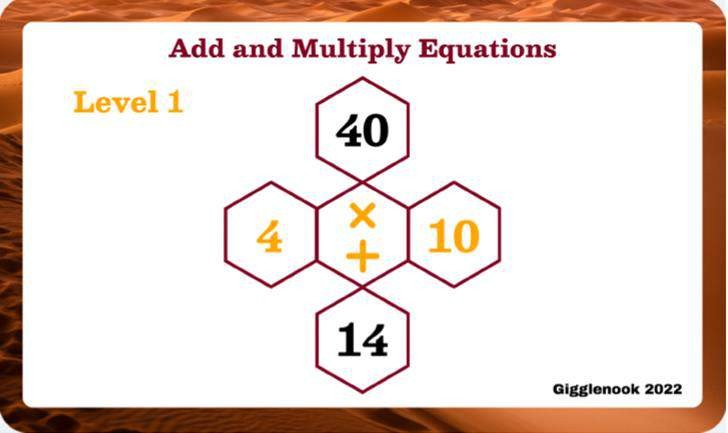 Add and Multiply Equations
Level 1
40
×
4 10
+
14
Gigglenook 2022